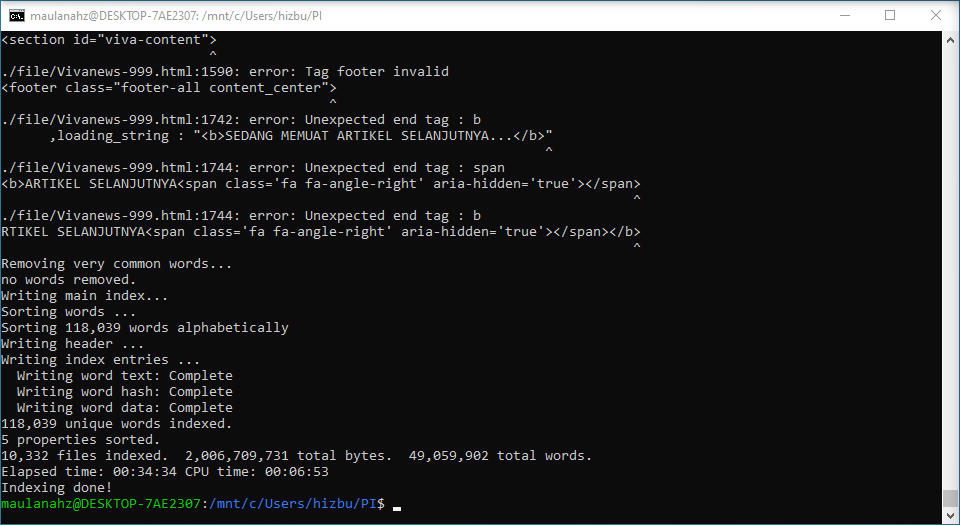 maulanahz@DESKTOP-7AE2307: /mnt/c/Users/hizbu/PI
<section id="viva-content">
                          ^
./file/Vivanews-999.html:1590: error: Tag footer invalid
<footer class="footer-all content_center">
                                         ^
./file/Vivanews-999.html:1742: error: Unexpected end tag : b
      ,loading_string : "<b>SEDANG MEMUAT ARTIKEL SELANJUTNYA...</b>"
                                                                    ^
./file/Vivanews-999.html:1744: error: Unexpected end tag : span
<b>ARTIKEL SELANJUTNYA<span class='fa fa-angle-right' aria-hidden='true'></span>
                                                                               ^
./file/Vivanews-999.html:1744: error: Unexpected end tag : b
RTIKEL SELANJUTNYA<span class='fa fa-angle-right' aria-hidden='true'></span></b>
                                                                               ^
Removing very common words...
no words removed.
Writing main index...
Sorting words ...
Sorting 118,039 words alphabetically
Writing header ...
Writing index entries ...
  Writing word text: Complete
  Writing word hash: Complete
  Writing word data: Complete
118,039 unique words indexed.
5 properties sorted.
10,332 files indexed.  2,006,709,731 total bytes.  49,059,902 total words.
Elapsed time: 00:34:34 CPU time: 00:06:53
Indexing done!
maulanahz@DESKTOP-7AE2307:/mnt/c/Users/hizbu/PI$